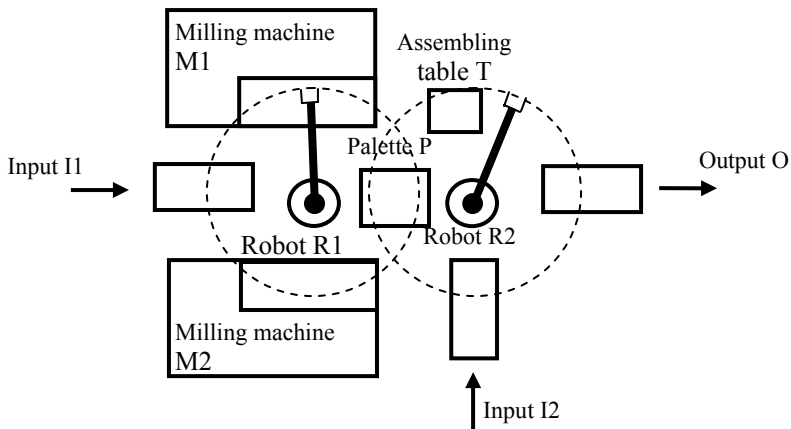 Milling machine
M1
Assembling
table T
Palette P
Input I1
Output O
Robot R1
Robot R2
Milling machine
M2
Input I2